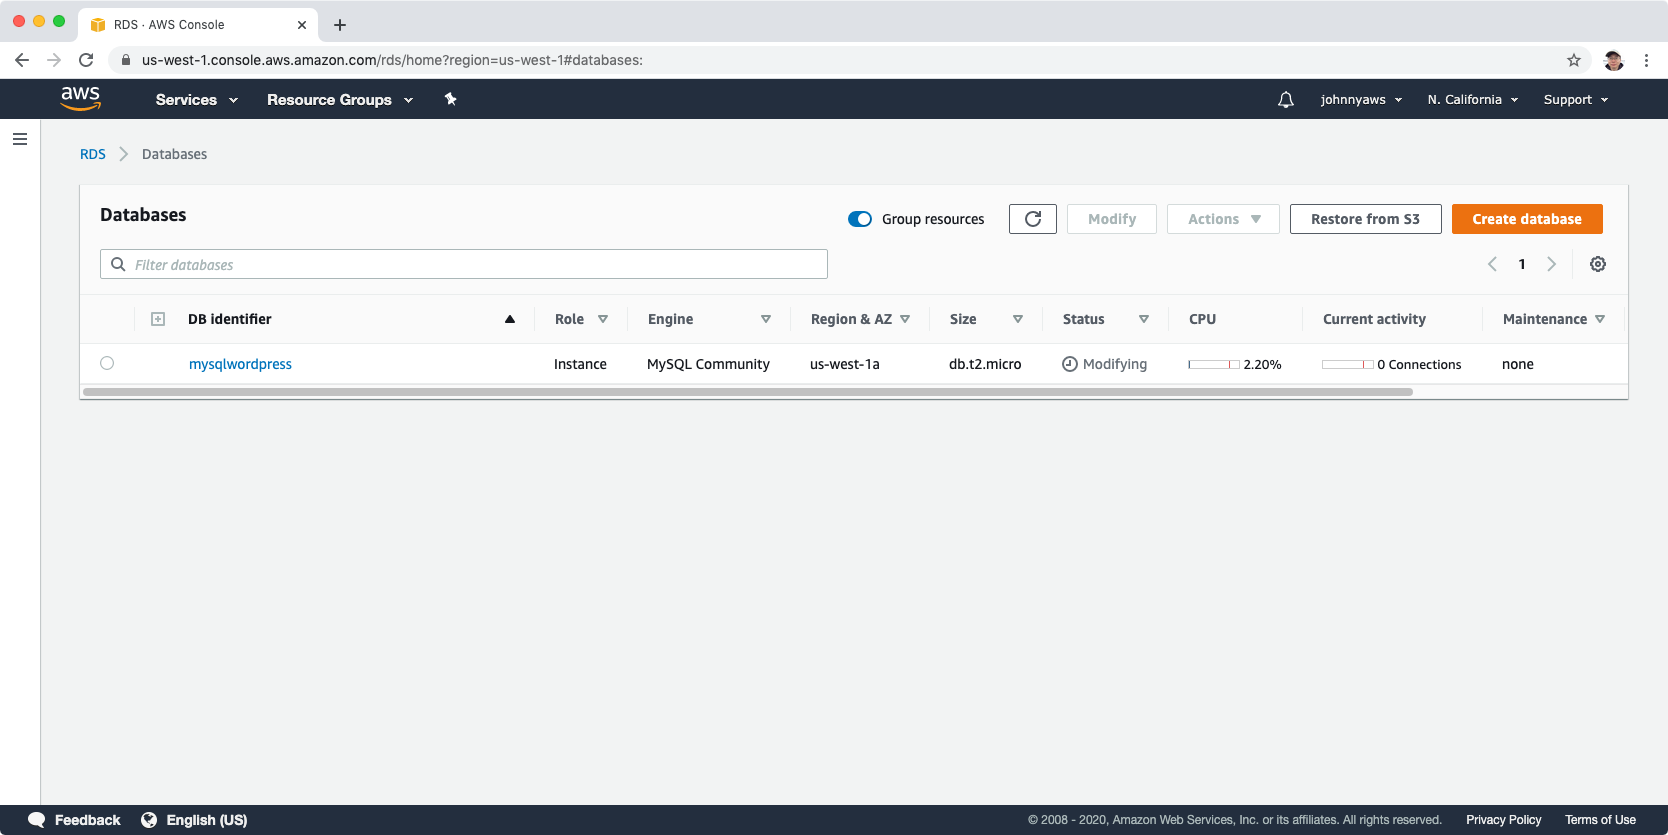 RDS · AWS Console
us-west-1.console.aws.amazon.com/rds/home?region=us-west-1#databases:
aws Services Resource Groups johnnyaws N. California Support
RDS Databases
Databases Group resources Modify Actions Restore from S3 Create database
Filter databases 1
DB identifier Role Engine Region & AZ Size Status CPU Current activity Maintenance
mysqlwordpress Instance MySQL Community us-west-1a db.t2.micro Modifying 2.20% 0 Connections none
Feedback English (US) © 2008 - 2020, Amazon Web Services, Inc. or its affiliates. All rights reserved. Privacy Policy Terms of Use